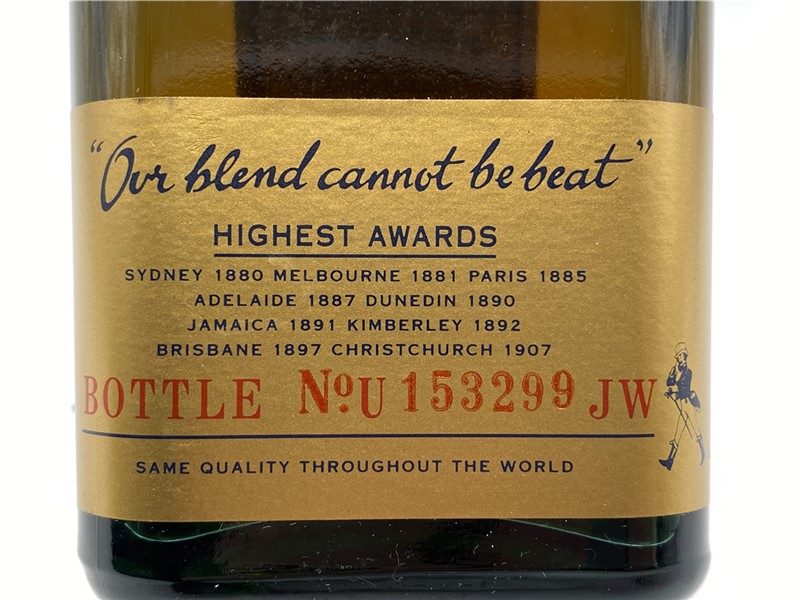 "Our blend cannot be beat"
HIGHEST AWARDS
SYDNEY 1880 MELBOURNE 1881 PARIS 1885
ADELAIDE 1887 DUNEDIN 1890
JAMAICA 1891 KIMBERLEY 1892
BRISBANE 1897 CHRISTCHURCH 1907
BOTTLE No U 153299 JW
SAME QUALITY THROUGHOUT THE WORLD